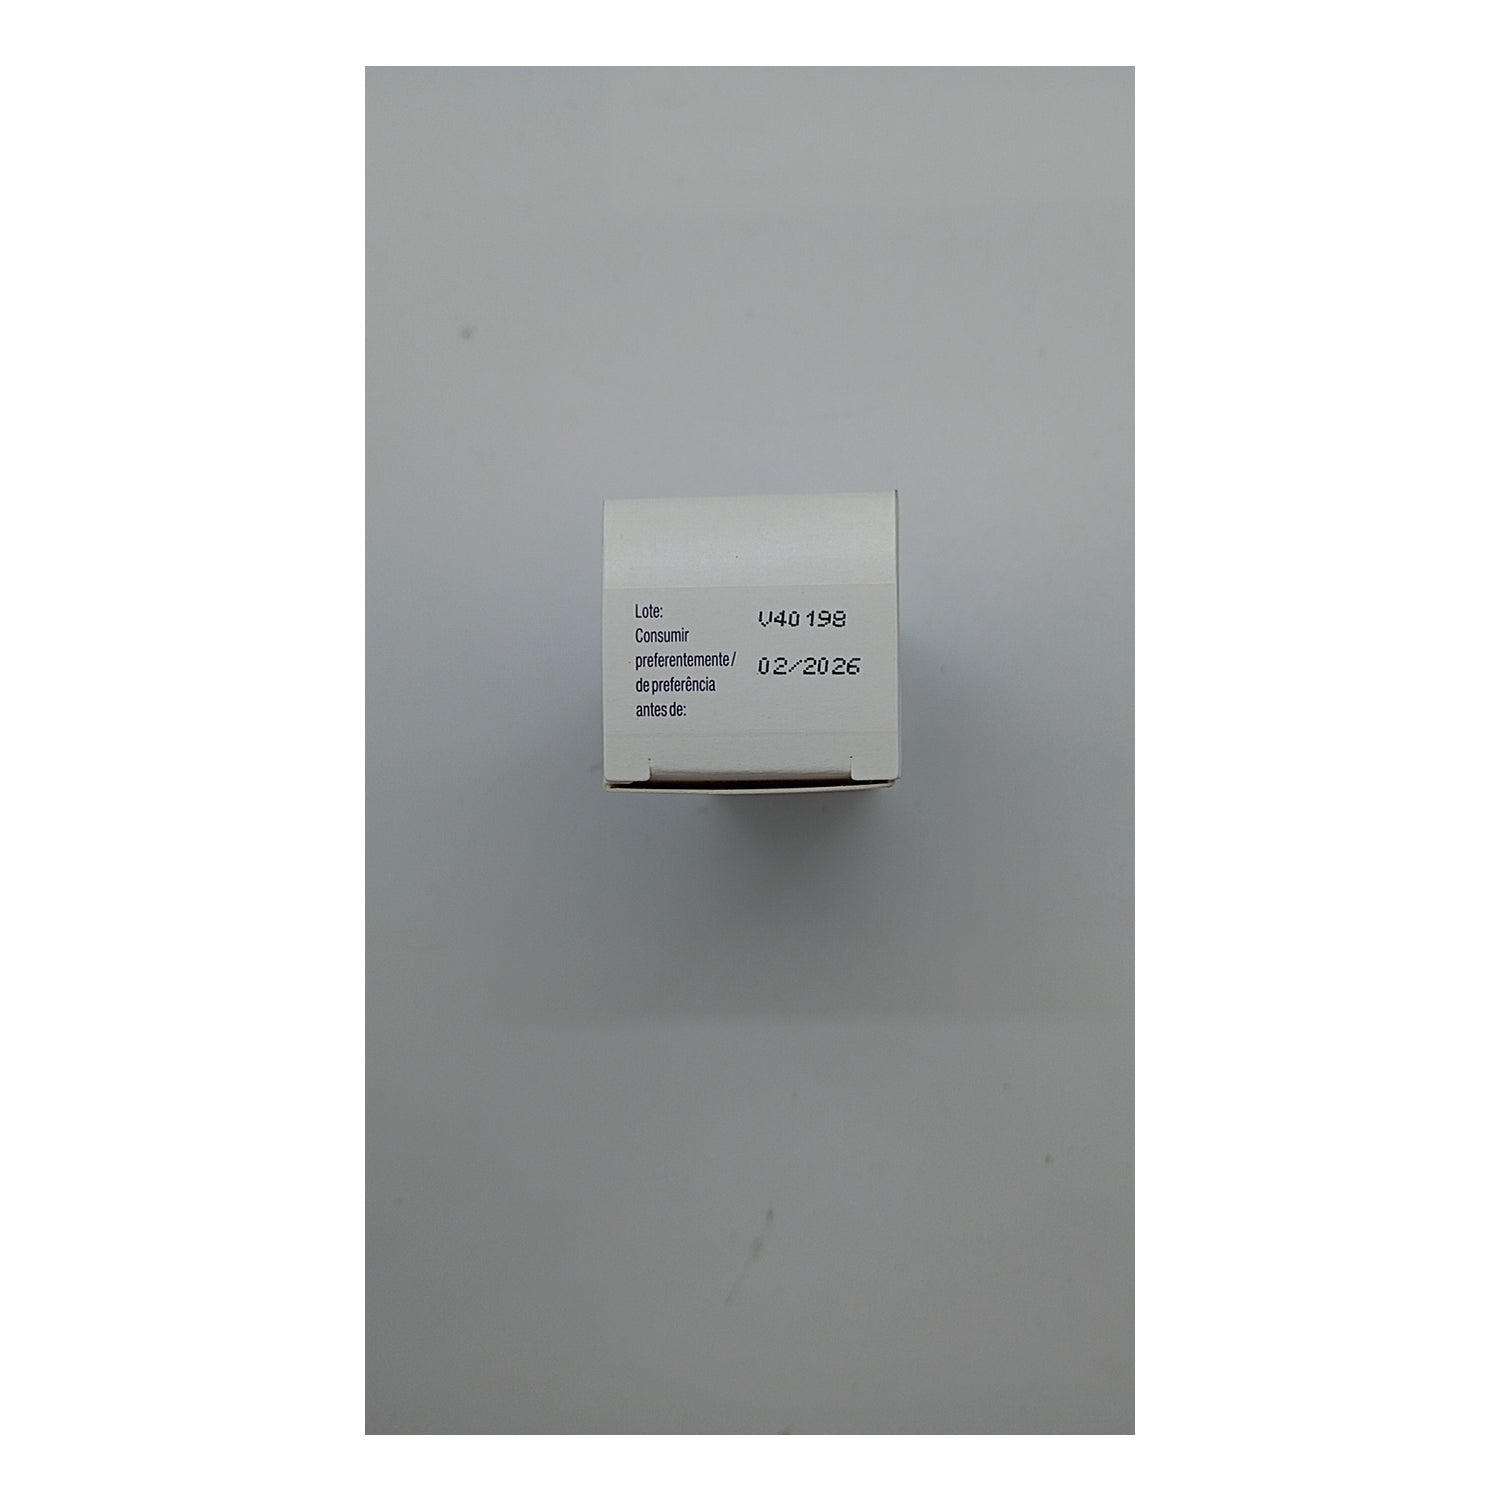 Lote: V40198
Consumir
preferentemente/ 02/2026
de preferência
antes de: